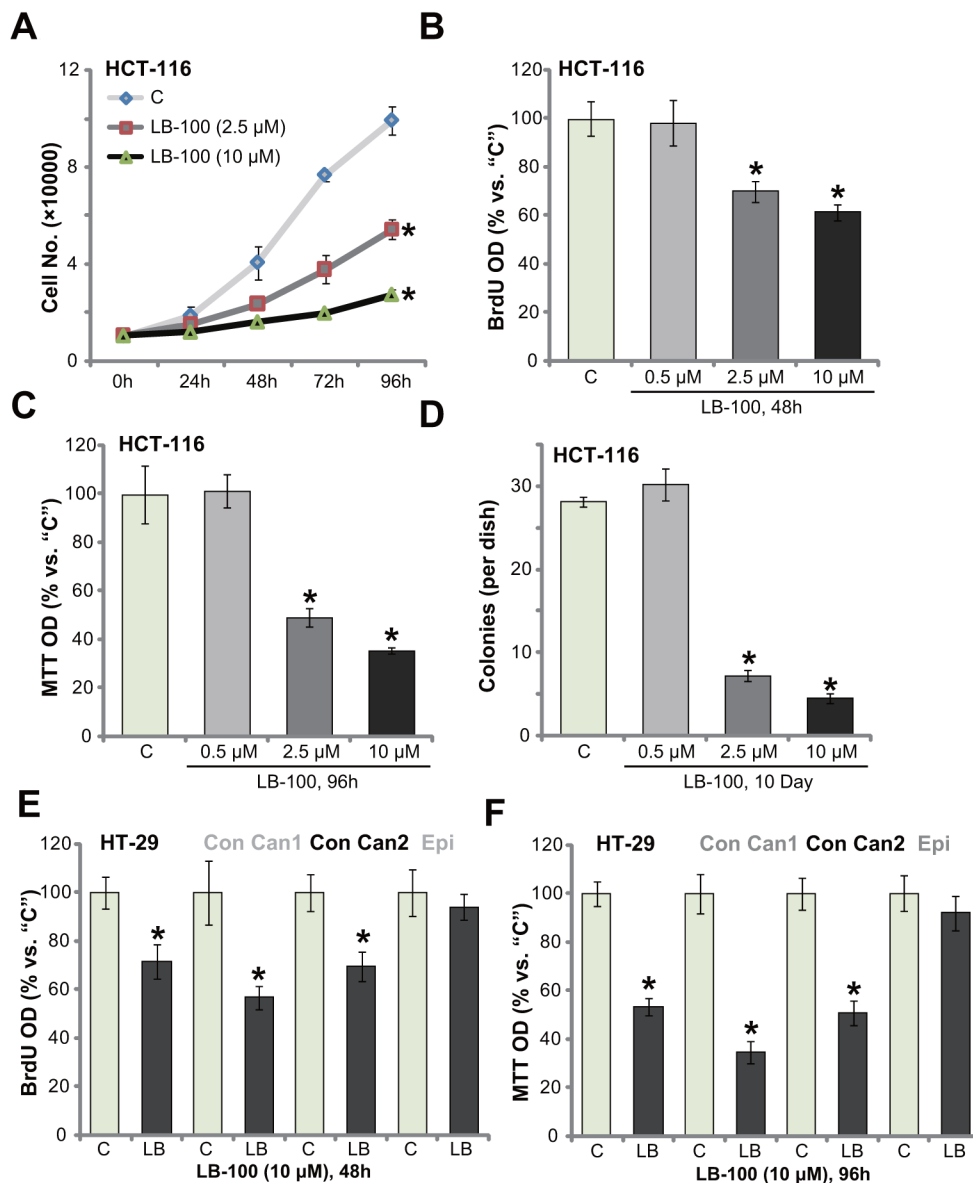 A
HCT-116
C
LB-100 (2.5 µM)
LB-100 (10 µM)
Cell No. (×10000)
12
8
4
0
0h 24h 48h 72h 96h
*
*
B
HCT-116
BrdU OD (% vs. “C”)
120
100
80
60
40
20
0
* *
C 0.5 µM 2.5 µM 10 µM
LB-100, 48h
C
HCT-116
MTT OD (% vs. “C”)
120
100
80
60
40
20
0
* *
C 0.5 µM 2.5 µM 10 µM
LB-100, 96h
D
HCT-116
Colonies (per dish)
30
20
10
0
* *
C 0.5 µM 2.5 µM 10 µM
LB-100, 10 Day
E
HT-29 Con Can1 Con Can2 Epi
BrdU OD (% vs. “C”)
120
100
80
60
40
20
0
* * *
C LB C LB C LB C LB
LB-100 (10 µM), 48h
F
HT-29 Con Can1 Con Can2 Epi
MTT OD (% vs. “C”)
120
100
80
60
40
20
0
* * *
C LB C LB C LB C LB
LB-100 (10 µM), 96h